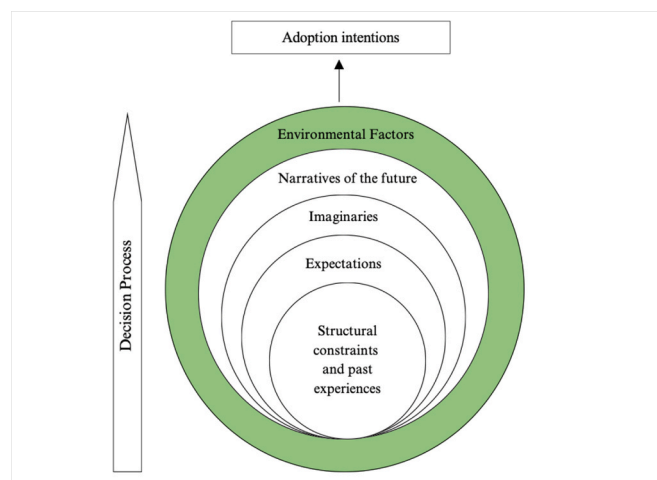 Adoption intentions
Environmental Factors
Narratives of the future
Imaginaries
Expectations
Structural
constraints
and past
experiences
Decision Process